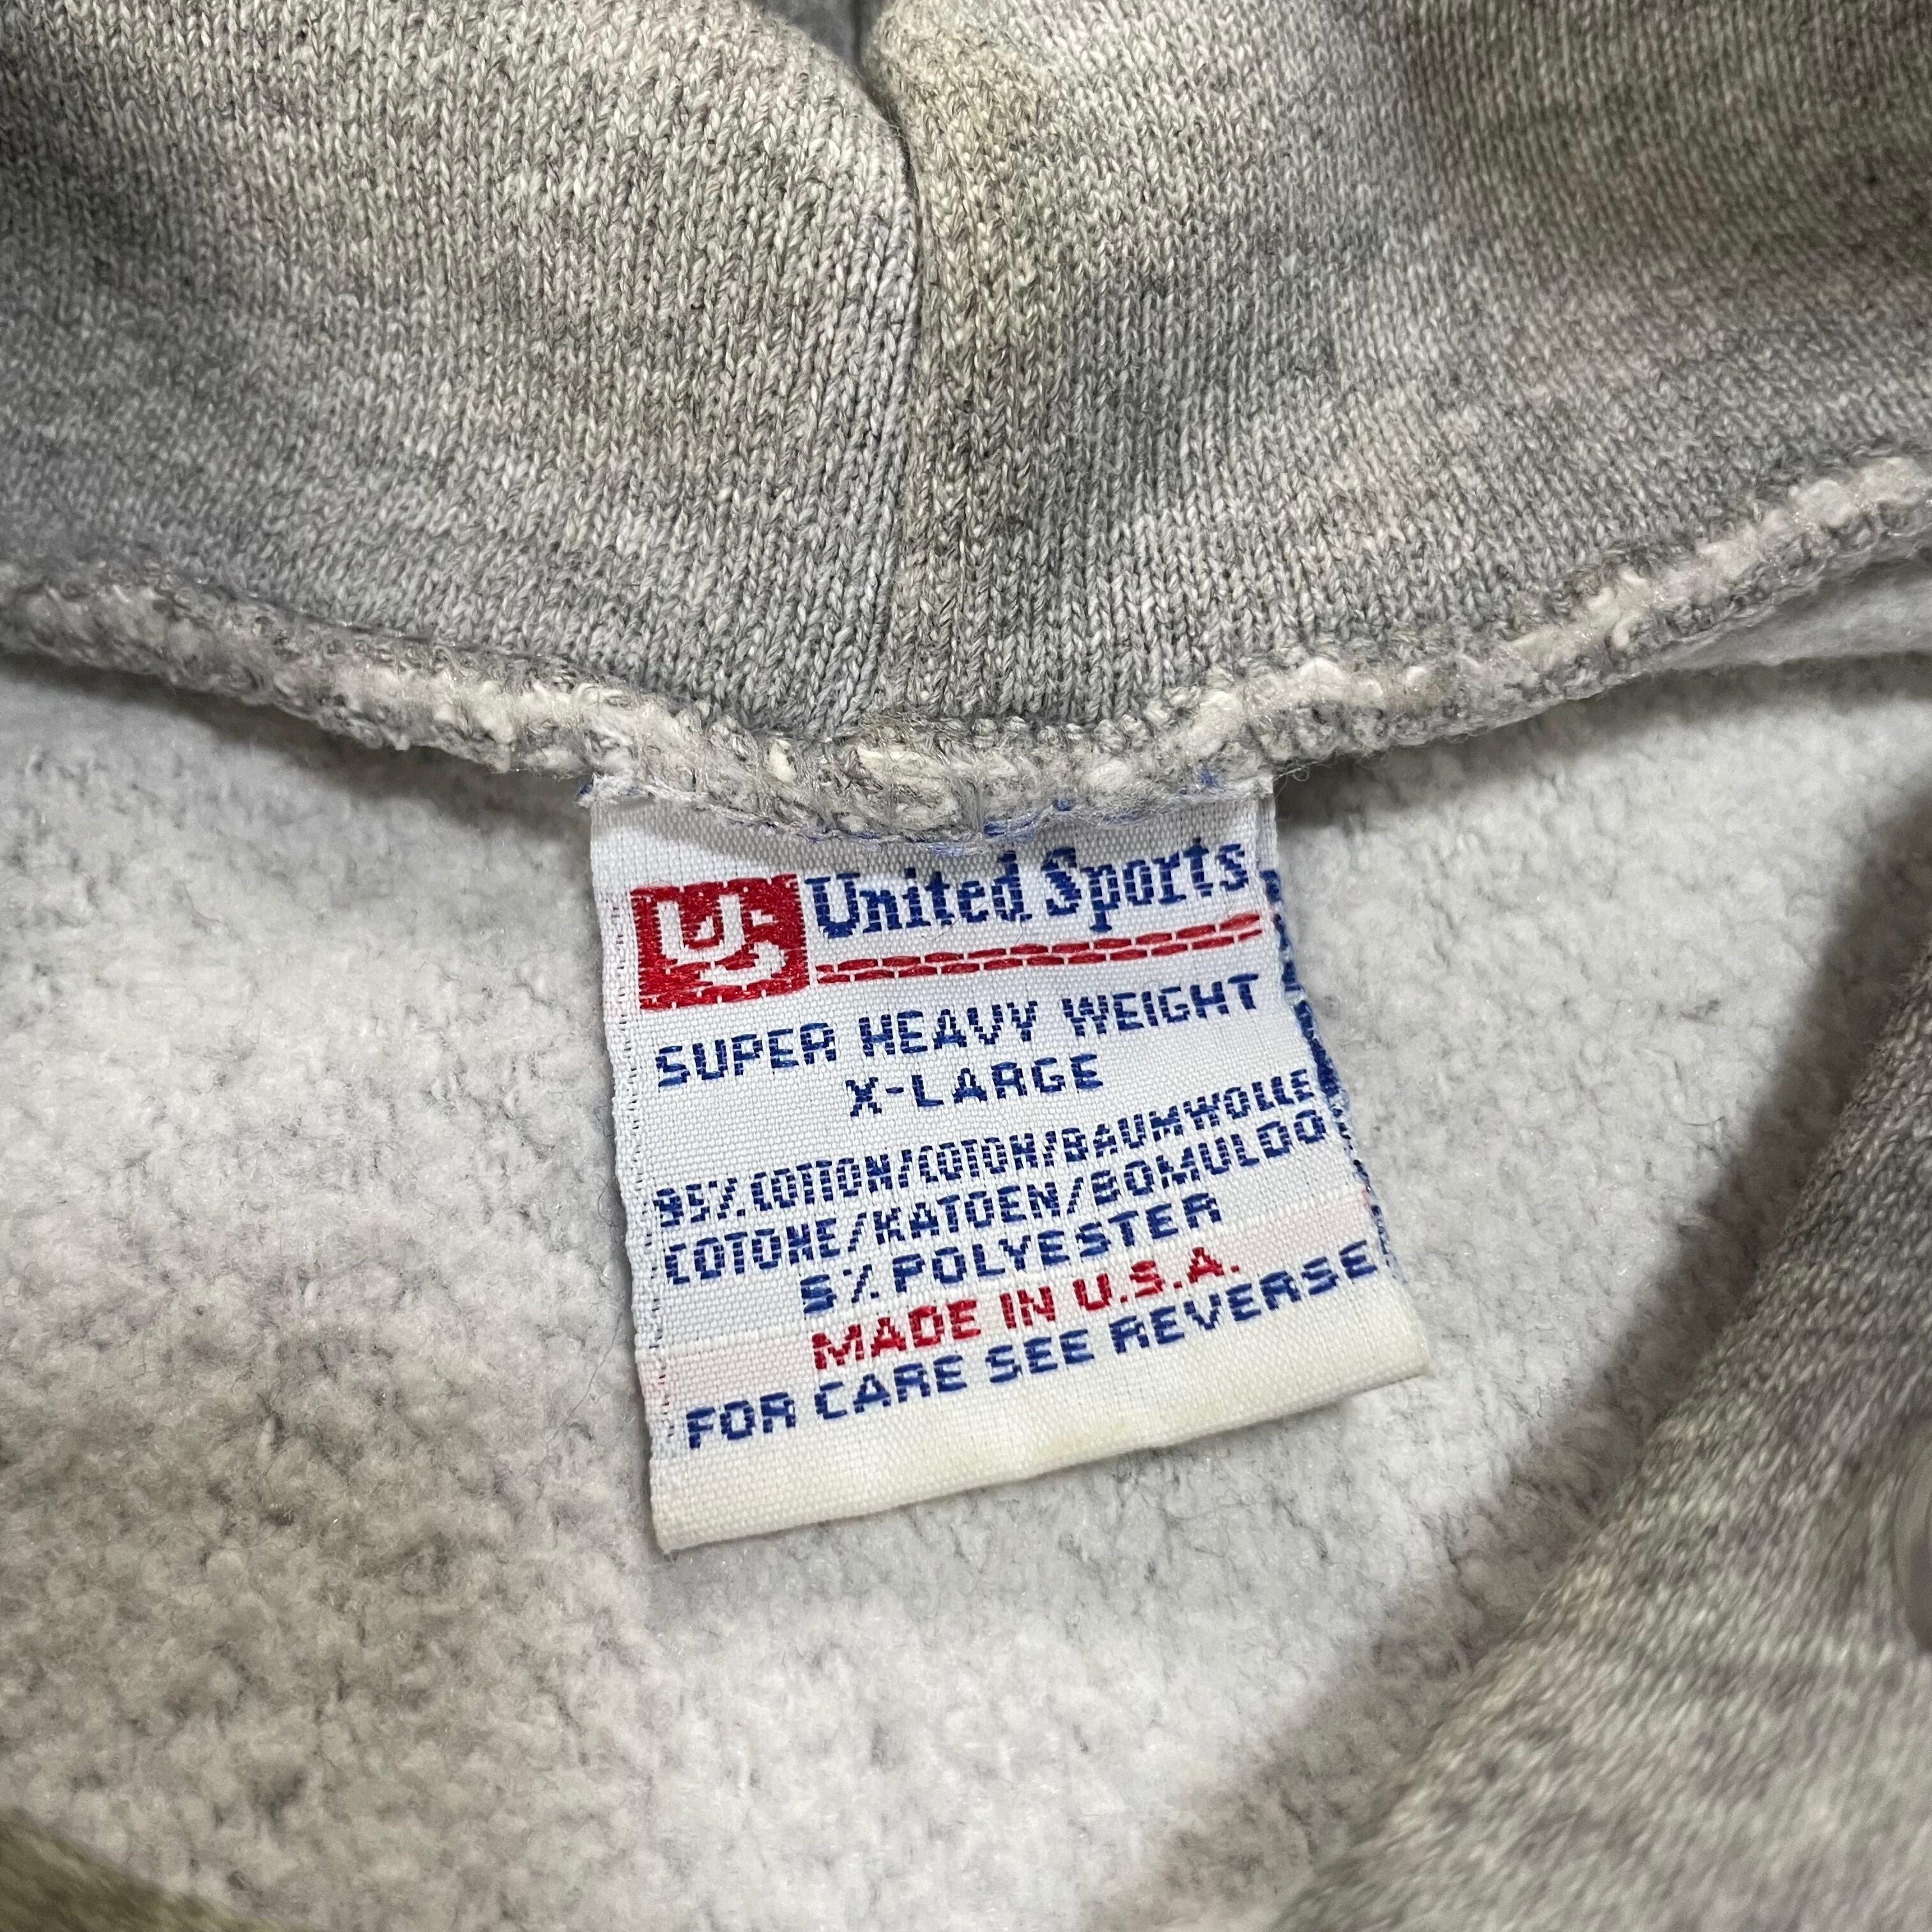 US United Sports
SUPER HEAVY WEIGHT
X-LARGE
95% COTTON/COTON/BAUMWOLLE
COTONE/KATOEN/BOMULDO
5% POLYESTER
MADE IN U.S.A.
FOR CARE SEE REVERSE